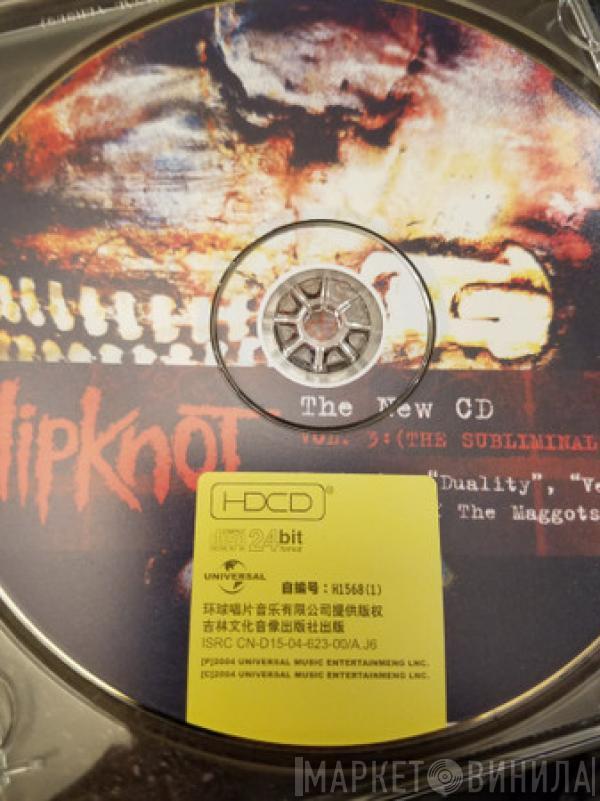 lipknot
The New CD
VOL. 3:(THE SUBLIMINAL
"Duality", "Ve
The Maggots
HDCD®
24bit
UNIVERSAL
自编号：H1568(1)
环球唱片音乐有限公司提供版权
吉林文化音像出版社出版
ISRC CN-D15-04-623-00/A.J6
[P]2004 UNIVERSAL MUSIC ENTERTAINMENG LNC.
[C]2004 UNIVERSAL MUSIC ENTERTAINMENG LNC.
МАРКЕТ ВИНИЛА